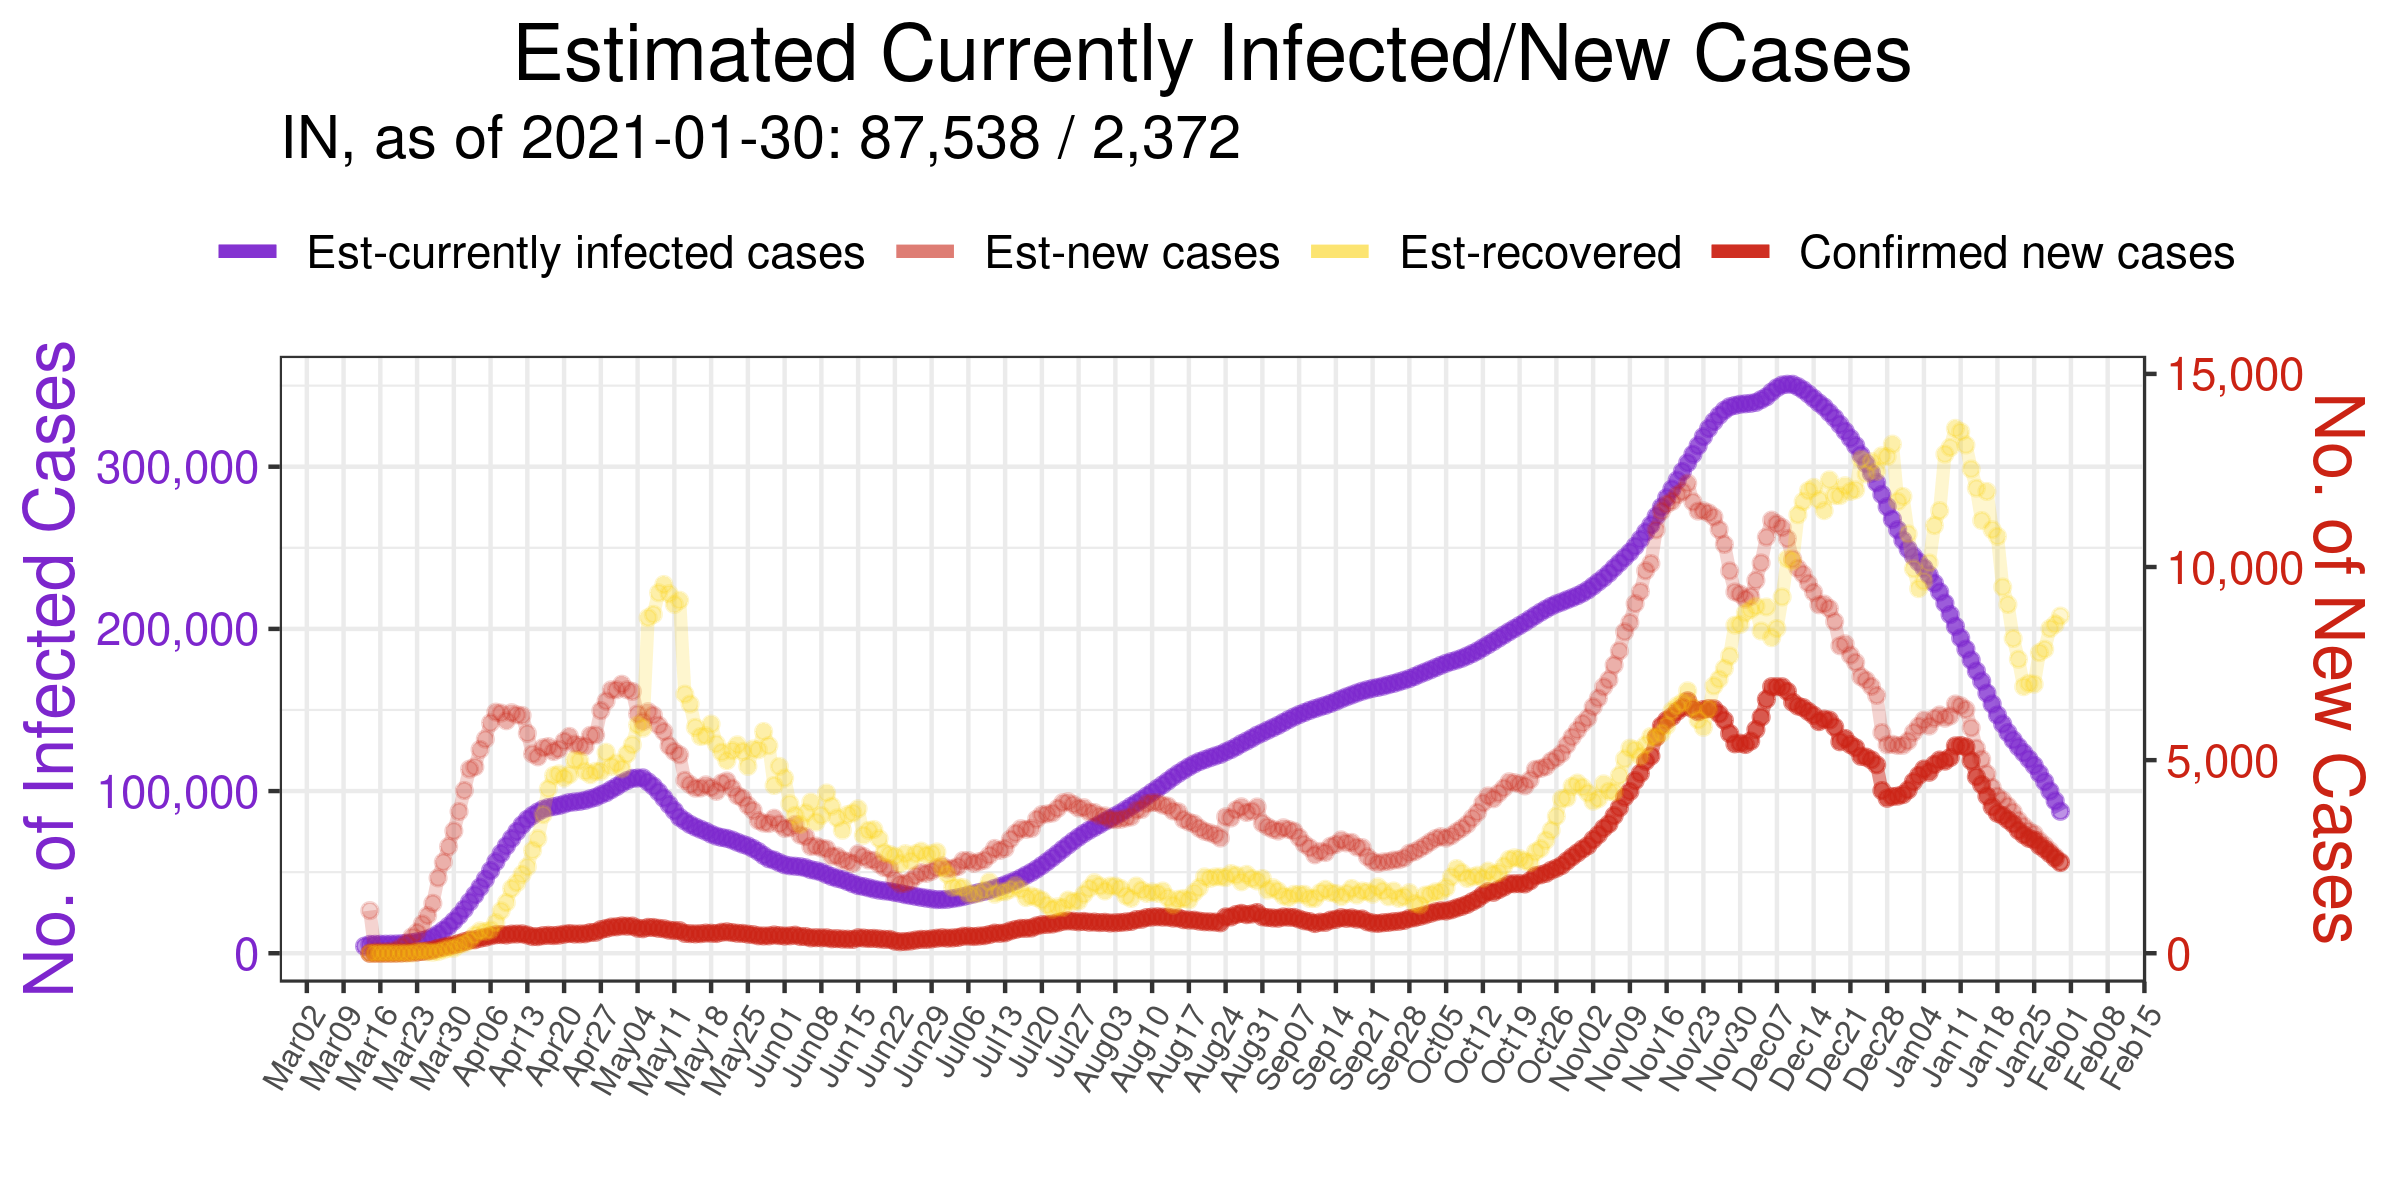 Estimated Currently Infected/New Cases
IN, as of 2021-01-30: 87,538 / 2,372
Est-currently infected cases Est-new cases Est-recovered Confirmed new cases
No. of Infected Cases
300,000
200,000
100,000
0
15,000
10,000
5,000
0
No. of New Cases
Mar02 Mar09 Mar16 Mar23 Mar30 Apr06 Apr13 Apr20 Apr27 May04 May11 May18 May25 Jun01 Jun08 Jun15 Jun22 Jun29 Jul06 Jul13 Jul20 Jul27 Aug03 Aug10 Aug17 Aug24 Aug31 Sep07 Sep14 Sep21 Sep28 Oct05 Oct12 Oct19 Oct26 Nov02 Nov09 Nov16 Nov23 Nov30 Dec07 Dec14 Dec21 Dec28 Jan04 Jan11 Jan18 Jan25 Feb01 Feb08 Feb15